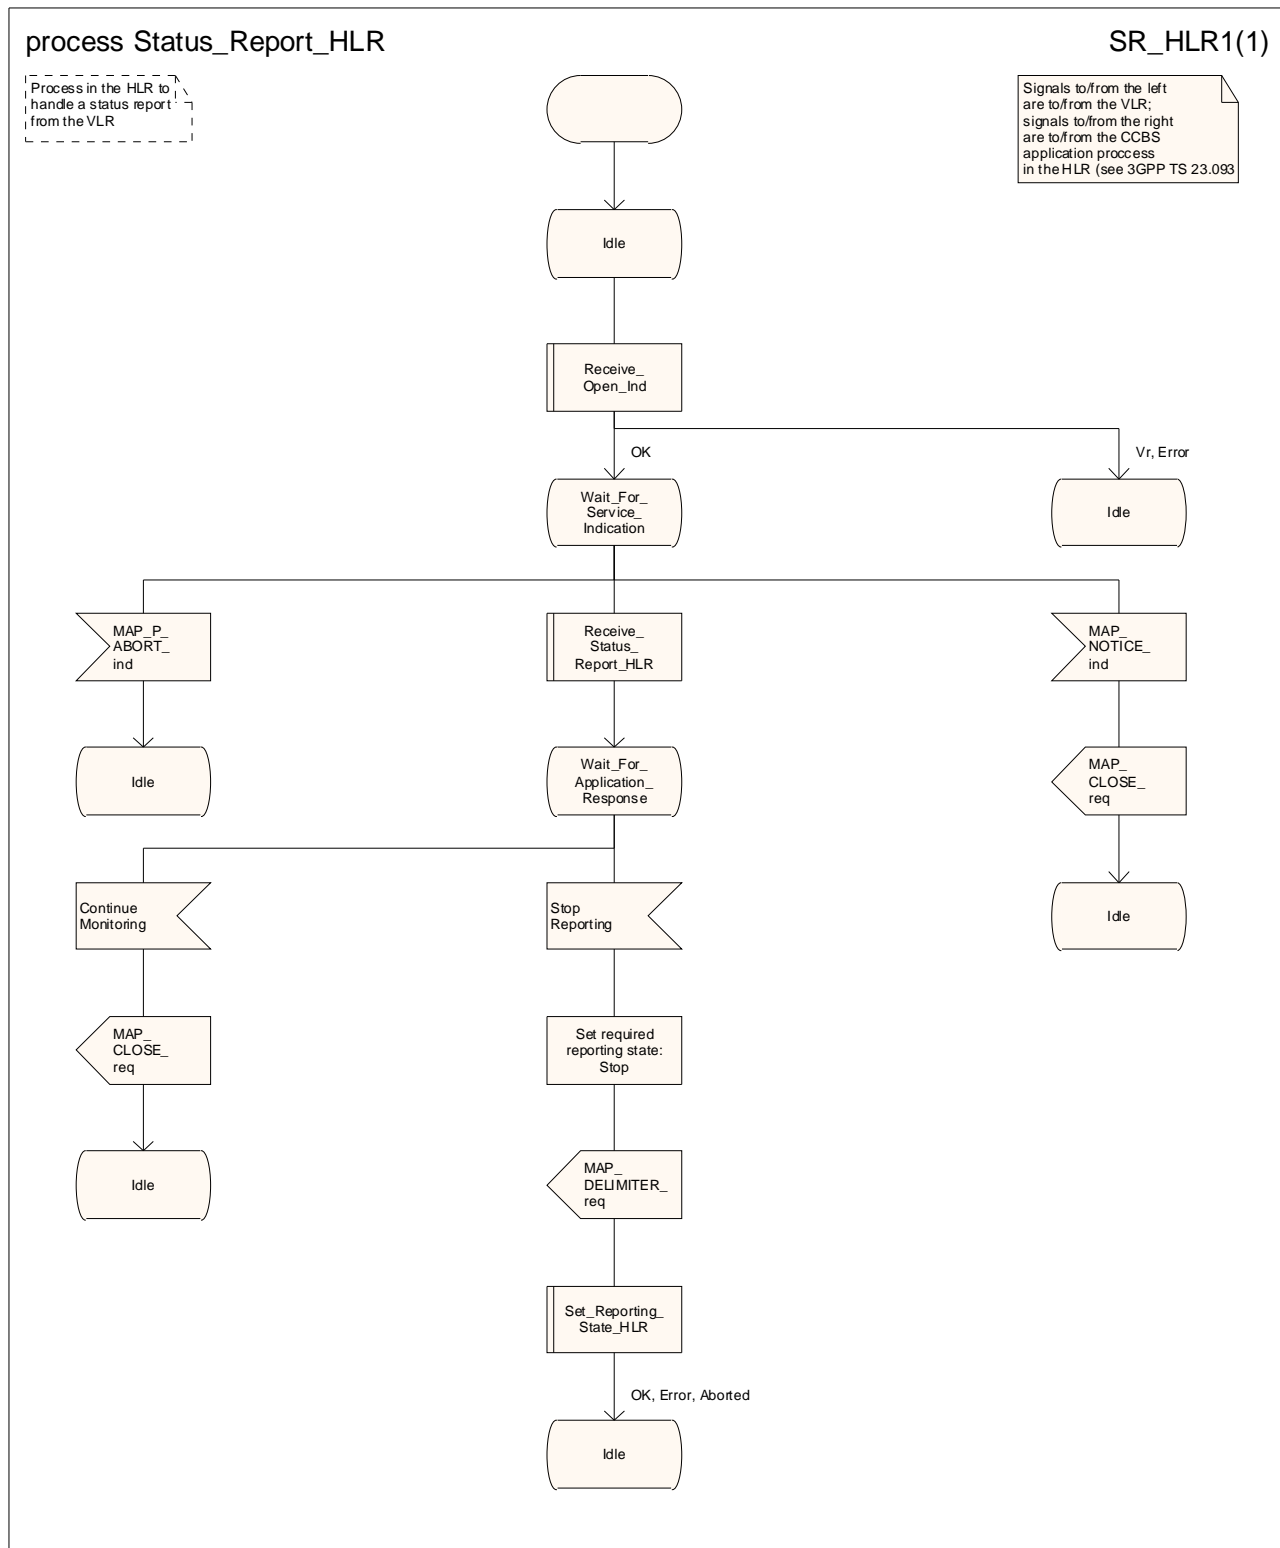 process Status_Report_HLR
SR_HLR1(1)
Process in the HLR to
handle a status report
from the VLR
Signals to/from the left
are to/from the VLR;
signals to/from the right
are to/from the CCBS
application proccess
in the HLR (see 3GPP TS 23.093
Idle
Receive_
Open_Ind
OK
Vr, Error
Wait_For_
Service_
Indication
Idle
MAP_P_
ABORT_
ind
Receive_
Status_
Report_HLR
MAP_
NOTICE_
ind
Idle
Wait_For_
Application_
Response
MAP_
CLOSE_
req
Continue
Monitoring
Stop
Reporting
Idle
MAP_
CLOSE_
req
Set required
reporting state:
Stop
Idle
MAP_
DELIMITER_
req
Set_Reporting_
State_HLR
OK, Error, Aborted
Idle